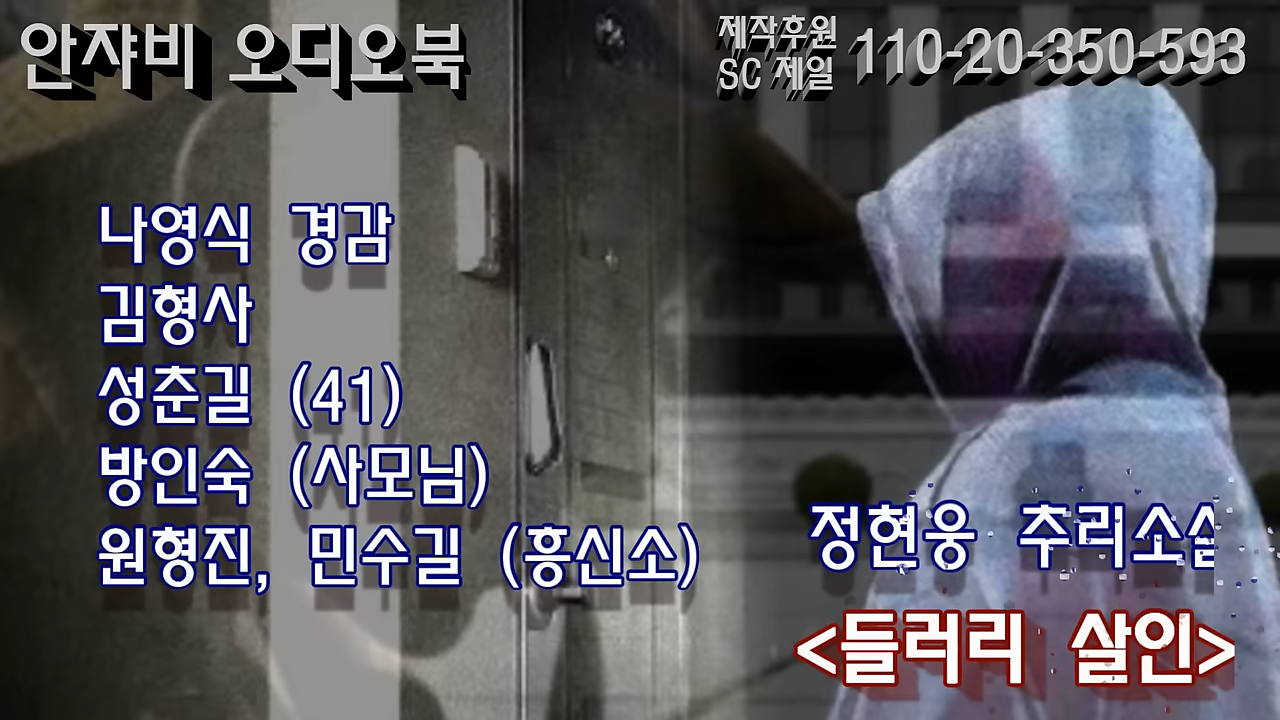 안쟈비 오디오북
제작후원
SC 제일
110-20-350-593
나영식 경감
김형사
성춘길 (41)
방인숙 (사모님)
원형진, 민수길 (흥신소)
정현웅 추리소설
<들러리 살인>